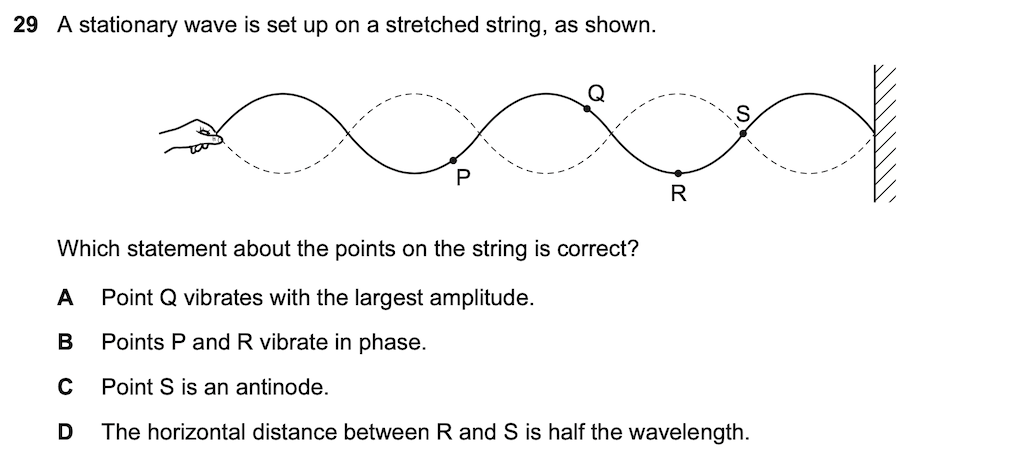 29 A stationary wave is set up on a stretched string, as shown.
Q
S
P
R
Which statement about the points on the string is correct?
A Point Q vibrates with the largest amplitude.
B Points P and R vibrate in phase.
C Point S is an antinode.
D The horizontal distance between R and S is half the wavelength.